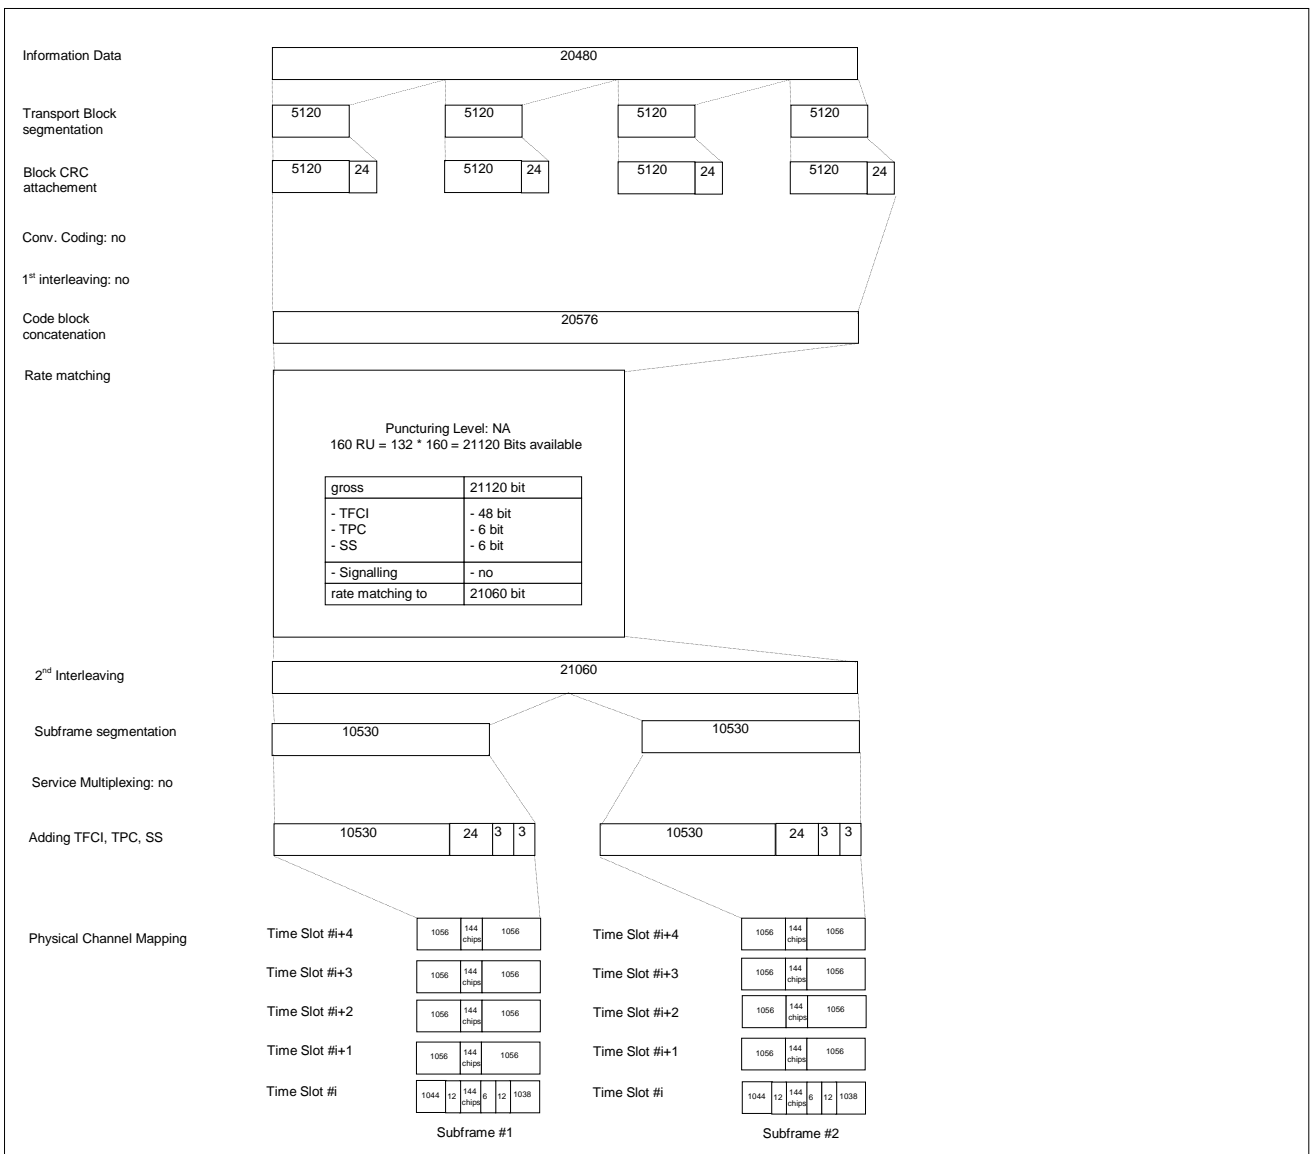 Information Data
20480
Transport Block
segmentation
5120 5120 5120 5120
Block CRC
attachement
5120 24 5120 24 5120 24 5120 24
Conv. Coding: no
1st interleaving: no
Code block
concatenation
20576
Rate matching
Puncturing Level: NA
160 RU = 132 * 160 = 21120 Bits available
gross 21120 bit
- TFCI - 48 bit
- TPC - 6 bit
- SS - 6 bit
- Signalling - no
rate matching to 21060 bit
2nd Interleaving
21060
Subframe segmentation
10530 10530
Service Multiplexing: no
Adding TFCI, TPC, SS
10530 24 3 3 10530 24 3 3
Physical Channel Mapping
Time Slot #i+4 1056 144 chips 1056 Time Slot #i+4 1056 144 chips 1056
Time Slot #i+3 1056 144 chips 1056 Time Slot #i+3 1056 144 chips 1056
Time Slot #i+2 1056 144 chips 1056 Time Slot #i+2 1056 144 chips 1056
Time Slot #i+1 1056 144 chips 1056 Time Slot #i+1 1056 144 chips 1056
Time Slot #i 1044 12 144 chips 6 12 1038 Time Slot #i 1044 12 144 chips 6 12 1038
Subframe #1 Subframe #2